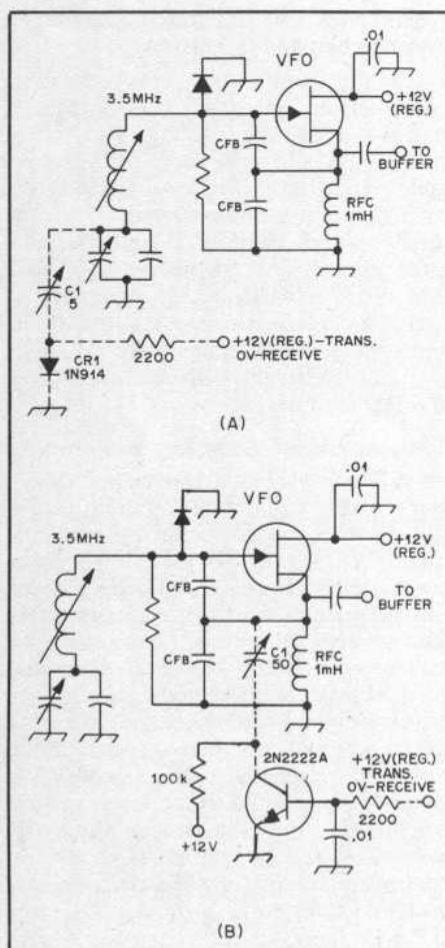 .01
VFO
+12V
(REG.)
3.5MHz
CFB
TO
BUFFER
CFB
RFC
1mH
C1
5
+12V(REG.)-TRANS.
0V-RECEIVE
2200
CR1
1N914
(A)
.01
VFO
+12V
(REG.)
3.5MHz
CFB
TO
BUFFER
CFB
C1
50
RFC
1mH
2N2222A
+12V(REG.)
TRANS.
0V-RECEIVE
100k
2200
+12V
.01
(B)